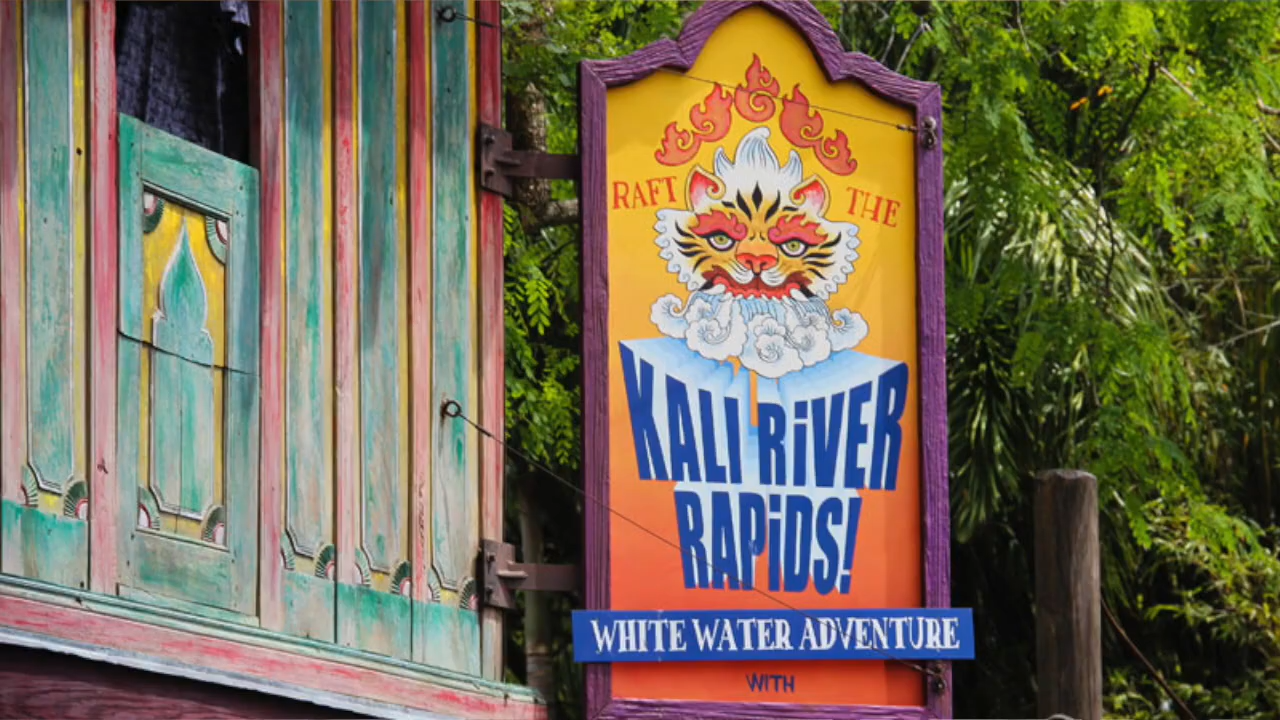 RAFT THE
KALI RiVER
RAPiDS!
WHITE WATER ADVENTURE
WITH